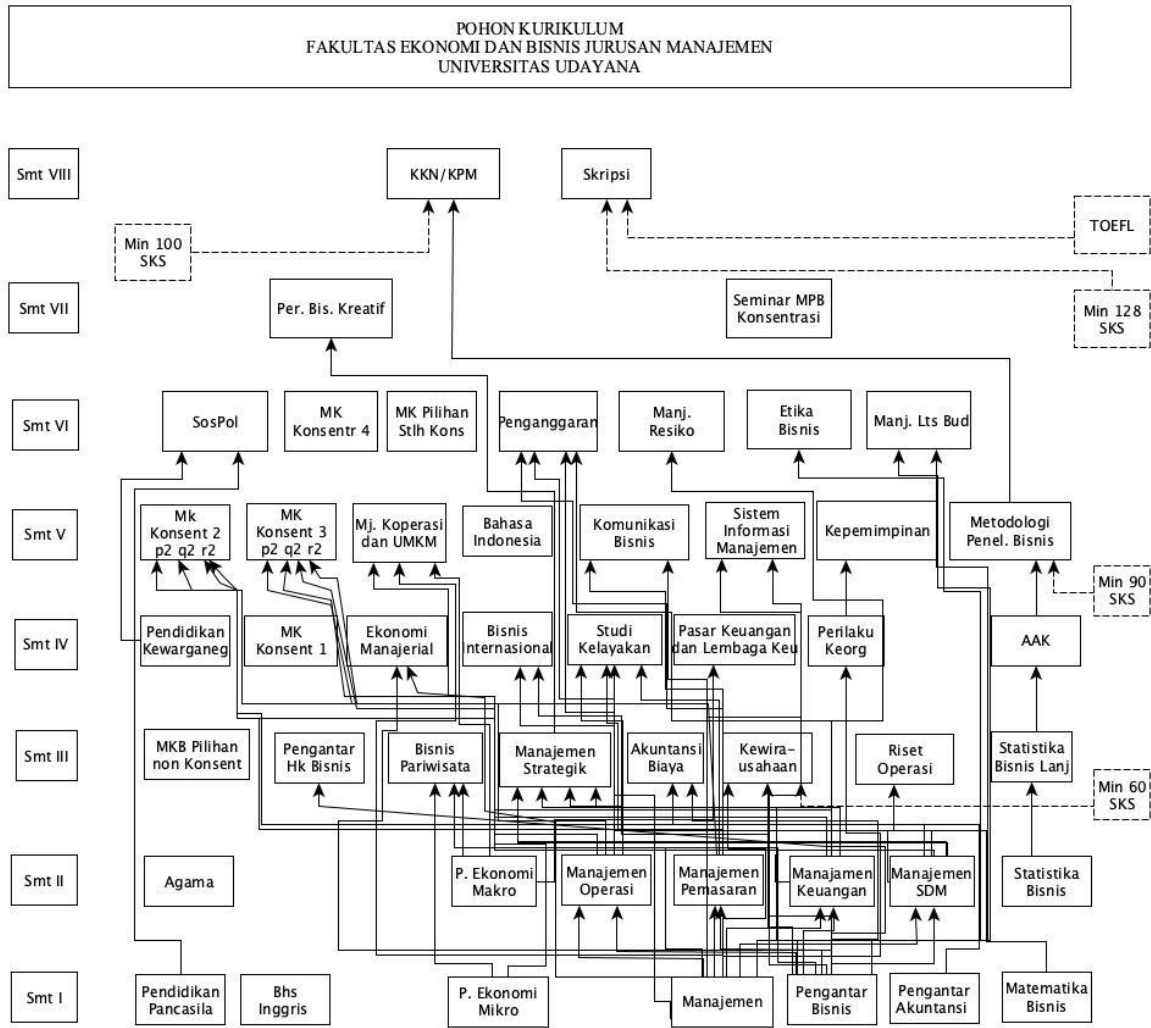 POHON KURIKULUM
FAKULTAS EKONOMI DAN BISNIS JURUSAN MANAJEMEN
UNIVERSITAS UDAYANA
Smt VIII
KKN/KPM
Skripsi
Min 100
SKS
TOEFL
Smt VII
Per. Bis. Kreatif
Seminar MPB
Konsentrasi
Min 128
SKS
Smt VI
SosPol
MK
Konsentr 4
MK Pilihan
Stlh Kons
Penganggaran
Manj.
Resiko
Etika
Bisnis
Manj. Lts Bud
Smt V
Mk
Konsent 2
p2 q2 r2
MK
Konsent 3
p2 q2 r2
Mj. Koperasi
dan UMKM
Bahasa
Indonesia
Komunikasi
Bisnis
Sistem
Informasi
Manajemen
Kepemimpinan
Metodologi
Penel. Bisnis
Min 90
SKS
Smt IV
Pendidikan
Kewarganeg
MK
Konsent 1
Ekonomi
Manajerial
Bisnis
Internasional
Studi
Kelayakan
Pasar Keuangan
dan Lembaga Keu
Perilaku
Keorg
AAK
Smt III
MKB Pilihan
non Konsent
Pengantar
Hk Bisnis
Bisnis
Pariwisata
Manajemen
Strategik
Akuntansi
Biaya
Kewira-
usahaan
Riset
Operasi
Statistika
Bisnis Lanj
Min 60
SKS
Smt II
Agama
P. Ekonomi
Makro
Manajemen
Operasi
Manajemen
Pemasaran
Manajamen
Keuangan
Manajemen
SDM
Statistika
Bisnis
Smt I
Pendidikan
Pancasila
Bhs
Inggris
P. Ekonomi
Mikro
Manajemen
Pengantar
Bisnis
Pengantar
Akuntansi
Matematika
Bisnis